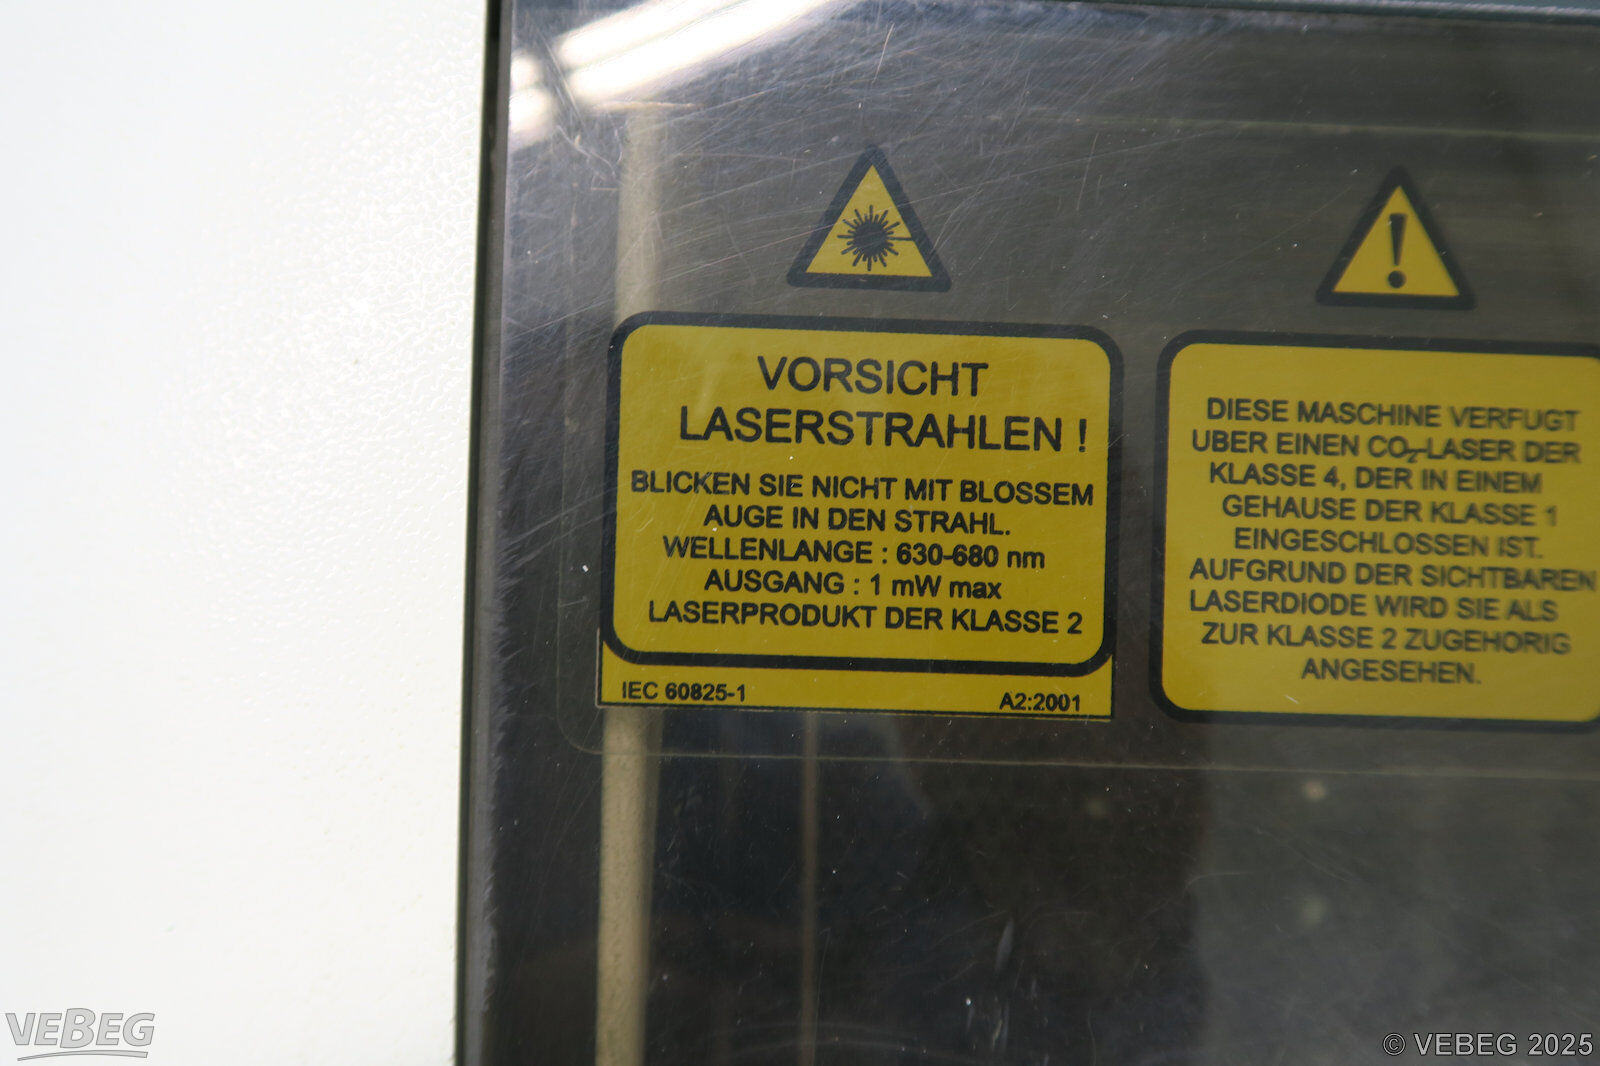 VORSICHT
LASERSTRAHLEN !
BLICKEN SIE NICHT MIT BLOSSEM
AUGE IN DEN STRAHL.
WELLENLANGE : 630-680 nm
AUSGANG : 1 mW max
LASERPRODUKT DER KLASSE 2
IEC 60825-1
A2:2001
DIESE MASCHINE VERFUGT
UBER EINEN CO₂-LASER DER
KLASSE 4, DER IN EINEM
GEHAUSE DER KLASSE 1
EINGESCHLOSSEN IST.
AUFGRUND DER SICHTBAREN
LASERDIODE WIRD SIE ALS
ZUR KLASSE 2 ZUGEHORIG
ANGESEHEN.
VEBEG
© VEBEG 2025